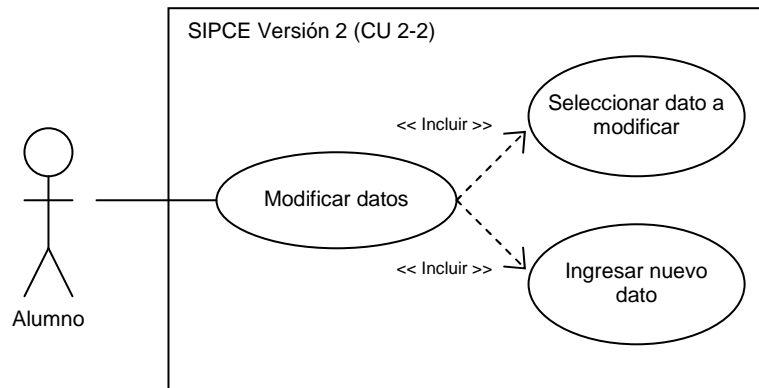 SIPCE Versión 2 (CU 2-2)
Seleccionar dato a
modificar
<< Incluir >>
Modificar datos
<< Incluir >>
Ingresar nuevo
dato
Alumno